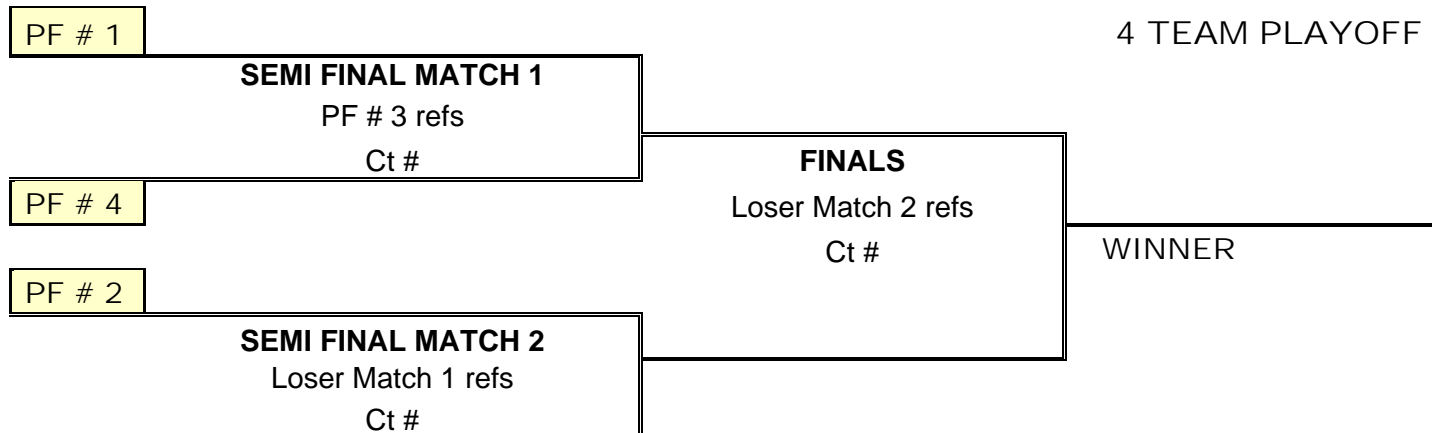 PF # 1
4 TEAM PLAYOFF
SEMI FINAL MATCH 1
PF # 3 refs
Ct #
FINALS
PF # 4
Loser Match 2 refs
Ct #
WINNER
PF # 2
SEMI FINAL MATCH 2
Loser Match 1 refs
Ct #